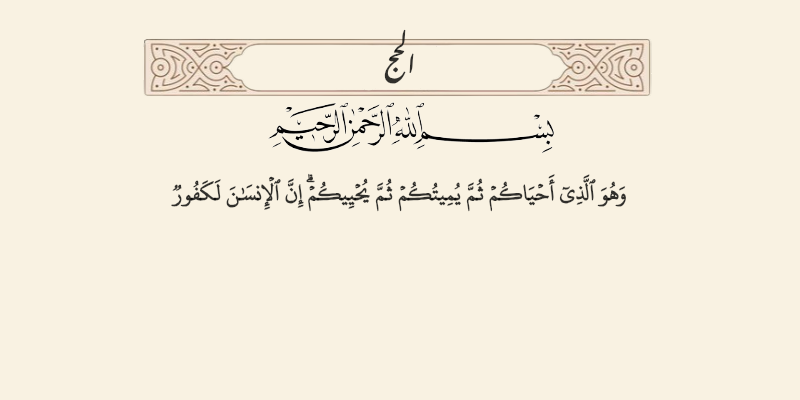 الحج
بِسْمِ ٱللَّهِ ٱلرَّحْمَٰنِ ٱلرَّحِيمِ
وَهُوَ ٱلَّذِىٓ أَحْيَاكُمْ ثُمَّ يُمِيتُكُمْ ثُمَّ يُحْيِيكُمْ ۗ إِنَّ ٱلْإِنسَٰنَ لَكَفُورٌ